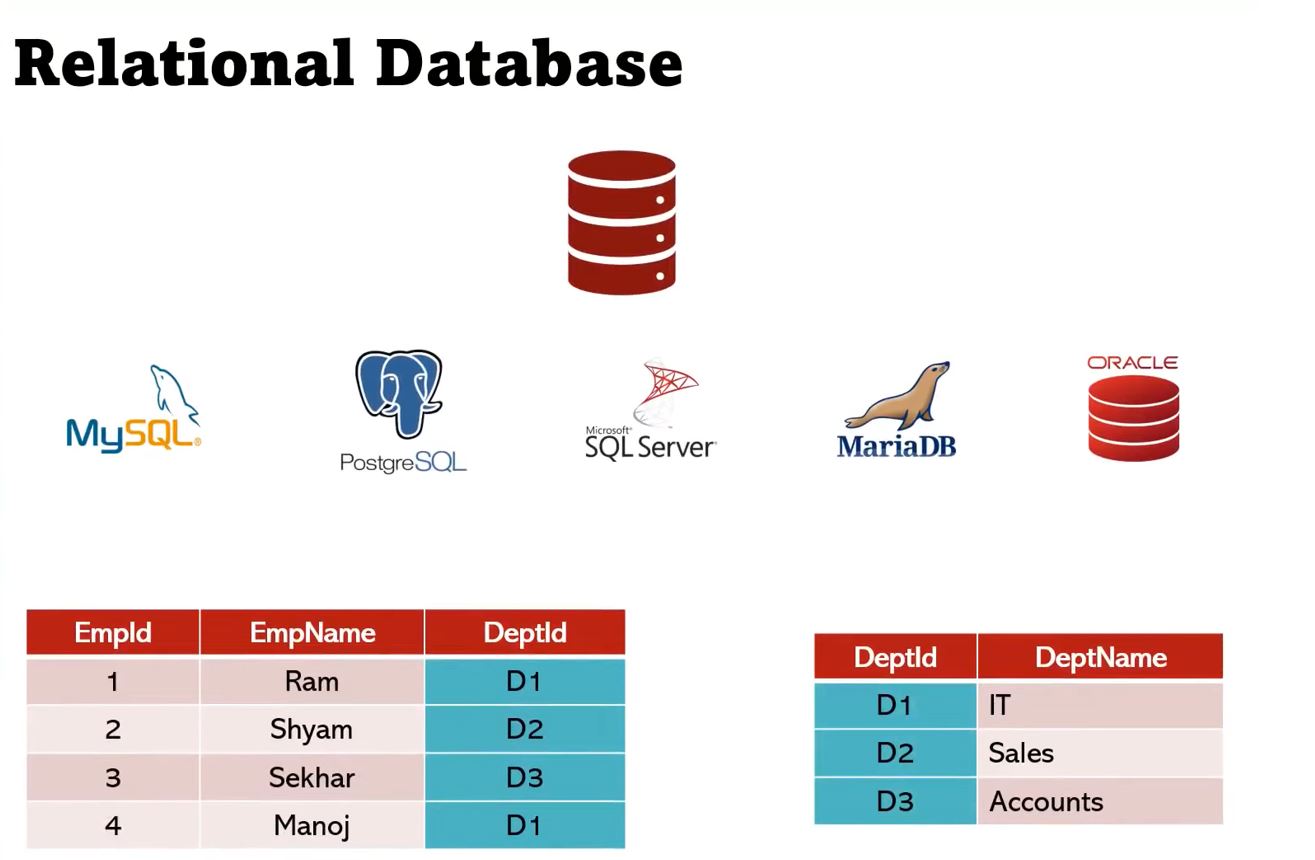 Relational Database
MySQL®
PostgreSQL
Microsoft®
SQL Server®
MariaDB
ORACLE
EmpId EmpName DeptId
1 Ram D1
2 Shyam D2
3 Sekhar D3
4 Manoj D1
DeptId DeptName
D1 IT
D2 Sales
D3 Accounts